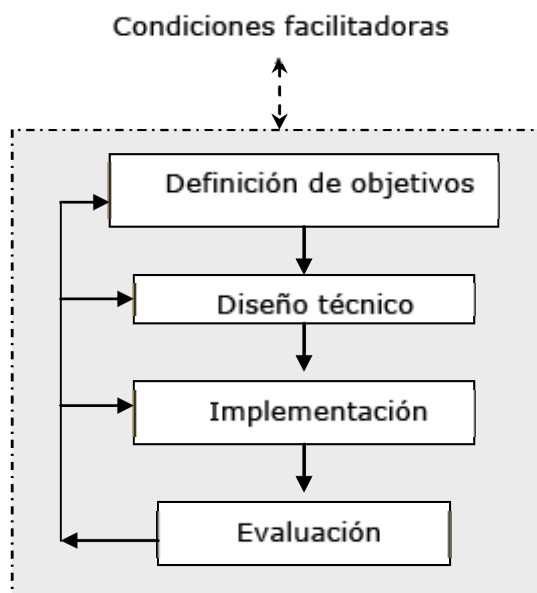 Condiciones facilitadoras
Definición de objetivos
Diseño técnico
Implementación
Evaluación